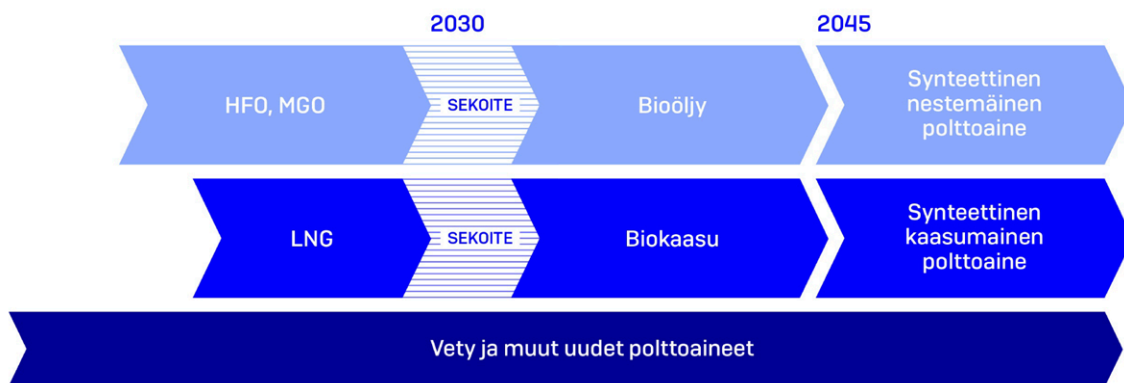 2030
2045
HFO, MGO
SEKOITE
Bioöljy
Synteettinen
nestemäinen
polttoaine
LNG
SEKOITE
Biokaasu
Synteettinen
kaasumainen
polttoaine
Vety ja muut uudet polttoaineet